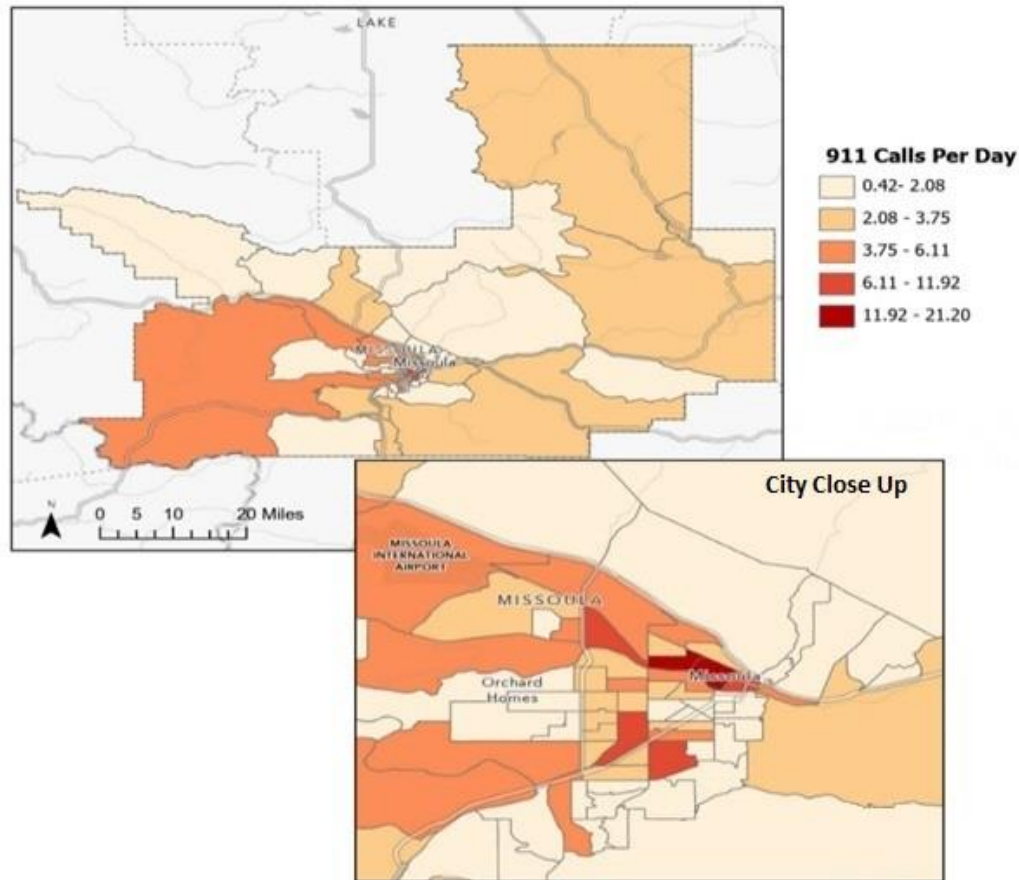 LAKE
911 Calls Per Day
0.42- 2.08
2.08 - 3.75
3.75 - 6.11
6.11 - 11.92
11.92 - 21.20
MISSOULA
Missoula
N
0 5 10 20 Miles
City Close Up
MISSOULA
INTERNATIONAL
AIRPORT
MISSOULA
Missoula
Orchard
Homes